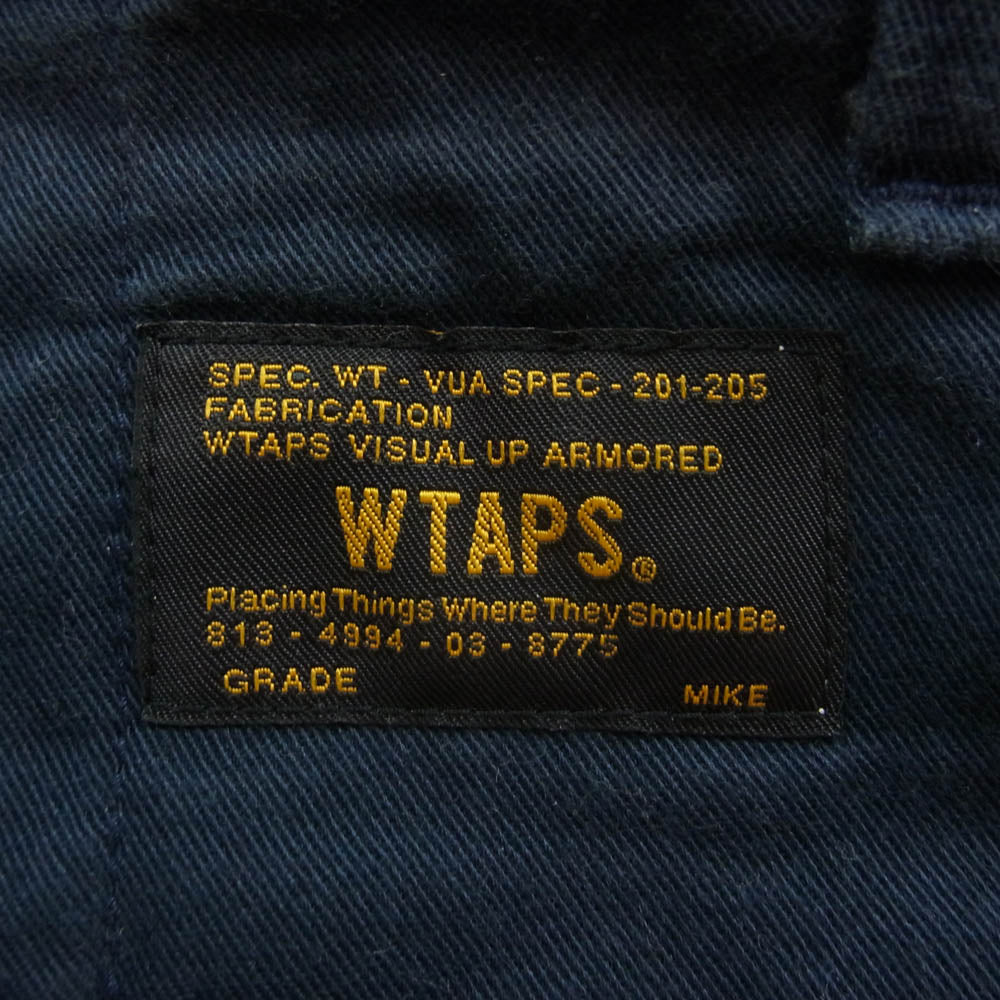 SPEC. WT - VUA SPEC - 201-205
FABRICATION
WTAPS VISUAL UP ARMORED
WTAPS.®
Placing Things Where They Should Be.
813 - 4994 - 03 - 8775
GRADE MIKE